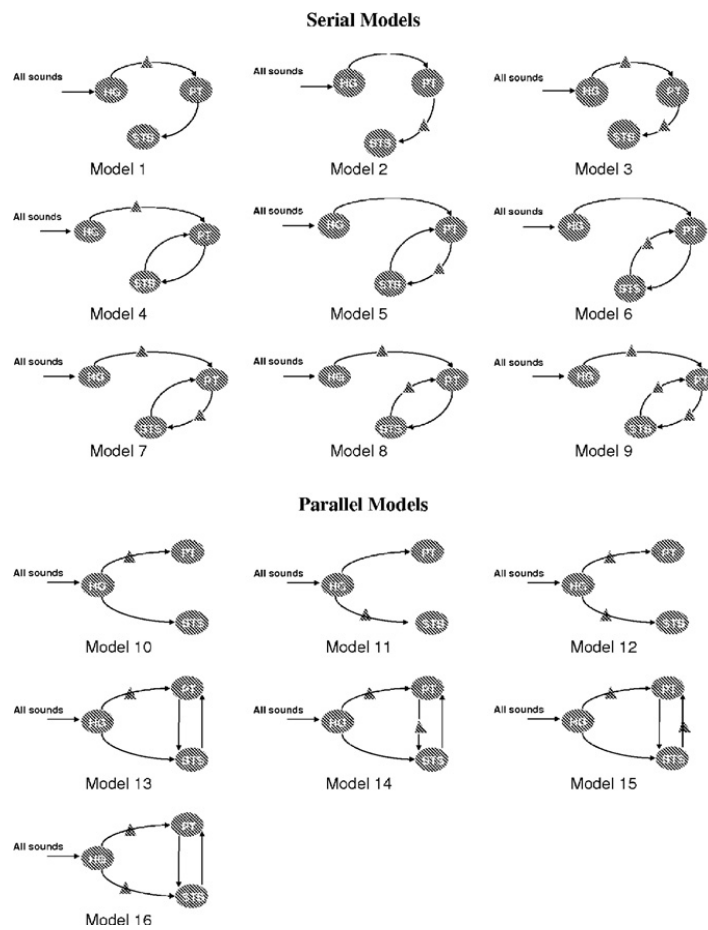 Serial Models
All sounds HG PT STS
Model 1
HG PT STS
Model 2
All sounds HG PT STS
Model 3
All sounds HG PT STS
Model 4
All sounds HG PT STS
Model 5
All sounds HG PT STS
Model 6
All sounds HG PT STS
Model 7
All sounds HG PT STS
Model 8
All sounds HG PT STS
Model 9
Parallel Models
All sounds HG PT STS
Model 10
All sounds HG PT STS
Model 11
All sounds HG PT STS
Model 12
All sounds HG PT STS
Model 13
All sounds HG PT STS
Model 14
All sounds HG PT STS
Model 15
All sounds HG PT STS
Model 16